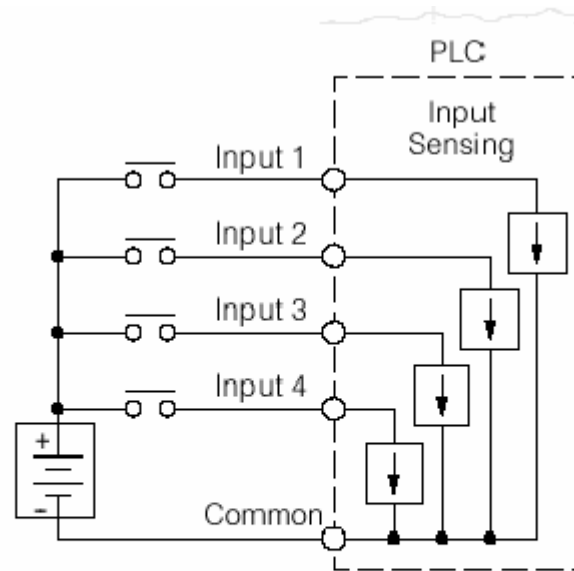 PLC
Input
Sensing
Input 1
Input 2
Input 3
Input 4
+
-
Common